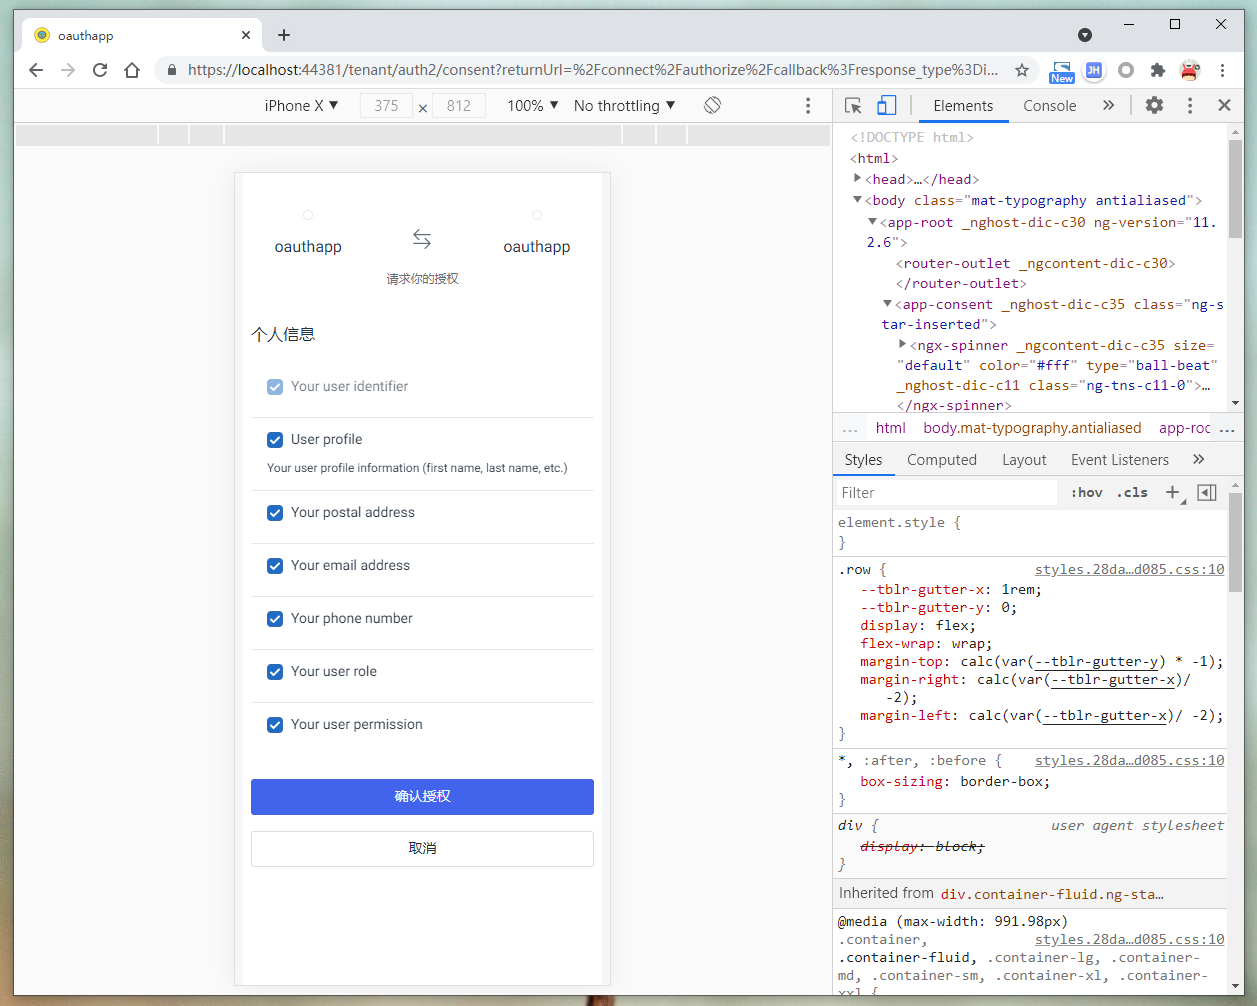 oauthapp
https://localhost:44381/tenant/auth2/consent?returnUrl=%2Fconnect%2Fauthorize%2Fcallback%3Fresponse_type%3Di...
New
JH
iPhone X ▼ 375 × 812 100% ▼ No throttling ▼
Elements Console »
oauthapp
oauthapp
请求你的授权
个人信息
Your user identifier
User profile
Your user profile information (first name, last name, etc.)
Your postal address
Your email address
Your phone number
Your user role
Your user permission
确认授权
取消
<!DOCTYPE html>
<html>
<head>…</head>
<body class="mat-typography antialiased">
<app-root _nghost-dic-c30 ng-version="11.
2.6">
<router-outlet _ngcontent-dic-c30>
</router-outlet>
<app-consent _nghost-dic-c35 class="ng-s
tar-inserted">
<ngx-spinner _ngcontent-dic-c35 size=
"default" color="#fff" type="ball-beat"
_nghost-dic-c11 class="ng-tns-c11-0">…
</ngx-spinner>
... html body.mat-typography.antialiased app-roo ...
Styles Computed Layout Event Listeners »
Filter :hov .cls +
element.style {
}
.row { styles.28da…d085.css:10
--tblr-gutter-x: 1rem;
--tblr-gutter-y: 0;
display: flex;
flex-wrap: wrap;
margin-top: calc(var(--tblr-gutter-y) * -1);
margin-right: calc(var(--tblr-gutter-x)/
-2);
margin-left: calc(var(--tblr-gutter-x)/ -2);
}
*, :after, :before { styles.28da…d085.css:10
box-sizing: border-box;
}
div { user agent stylesheet
display: block;
}
Inherited from div.container-fluid.ng-sta…
@media (max-width: 991.98px)
.container, styles.28da…d085.css:10
.container-fluid, .container-lg, .container-
md, .container-sm, .container-xl, .container-
xxl {